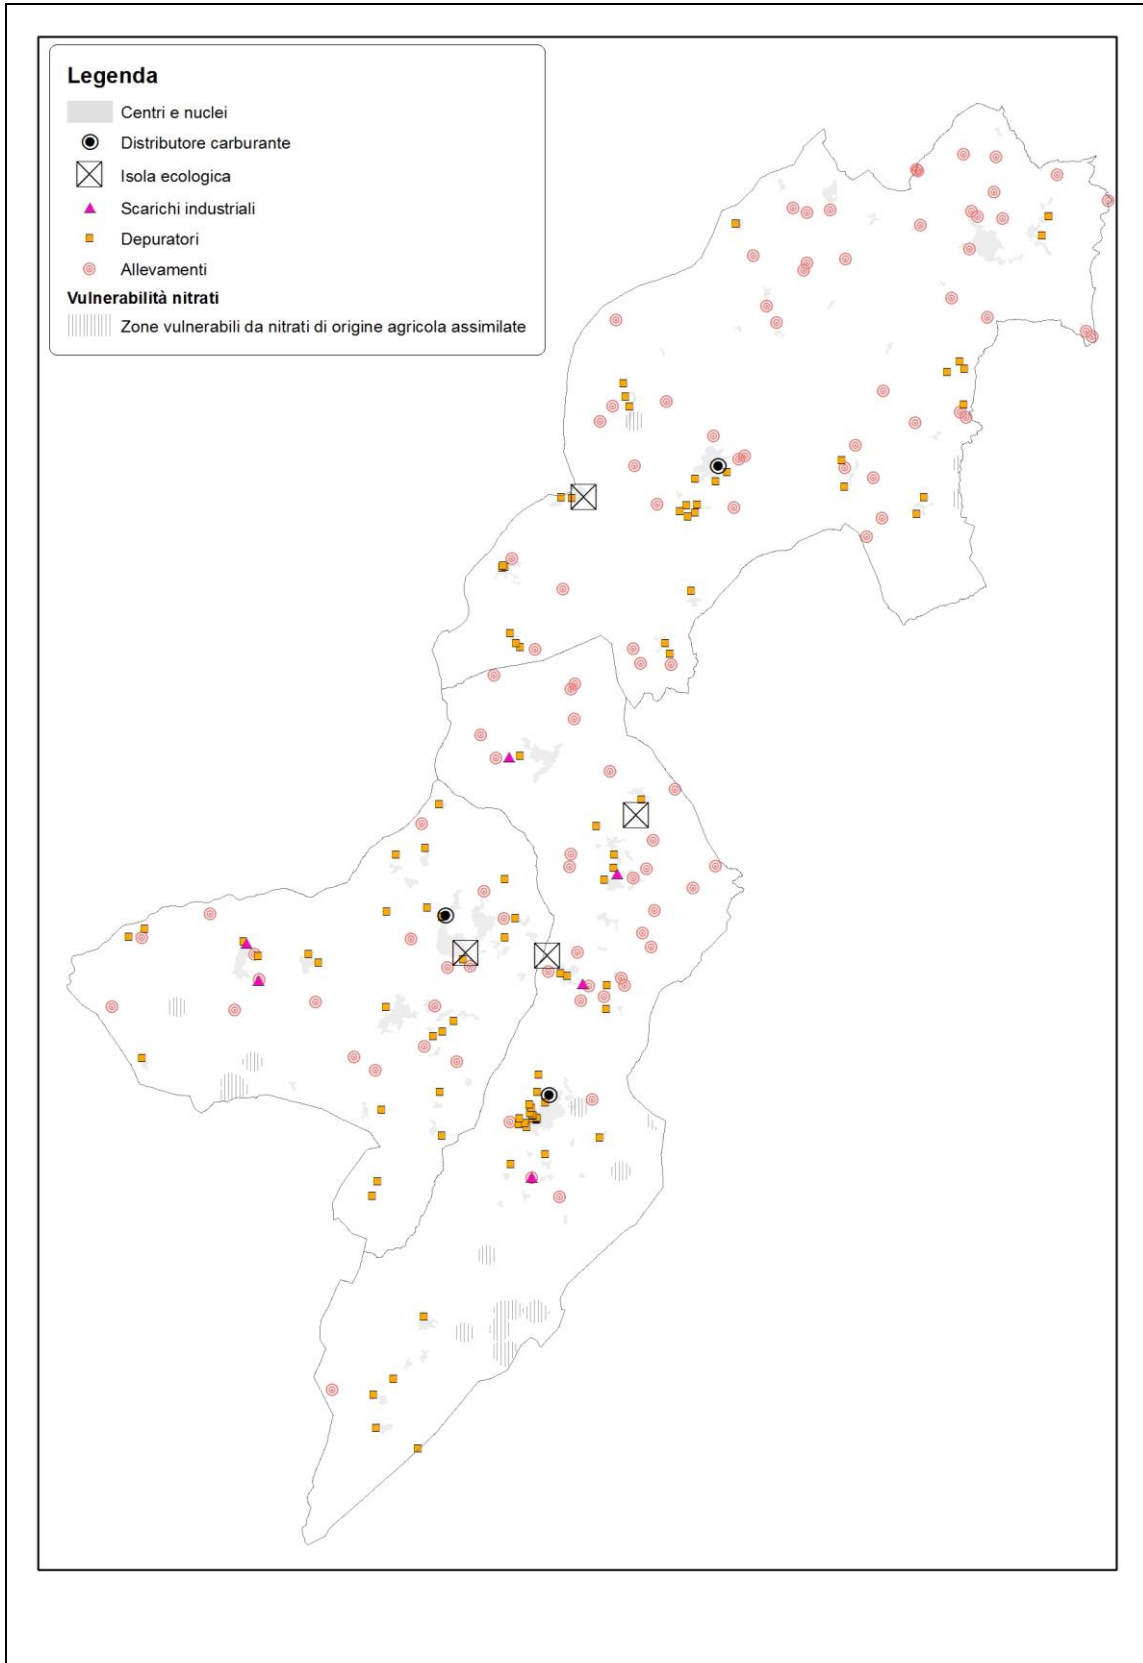 Legenda
Centri e nuclei
Distributore carburante
Isola ecologica
Scarichi industriali
Depuratori
Allevamenti
Vulnerabilità nitrati
Zone vulnerabili da nitrati di origine agricola assimilate